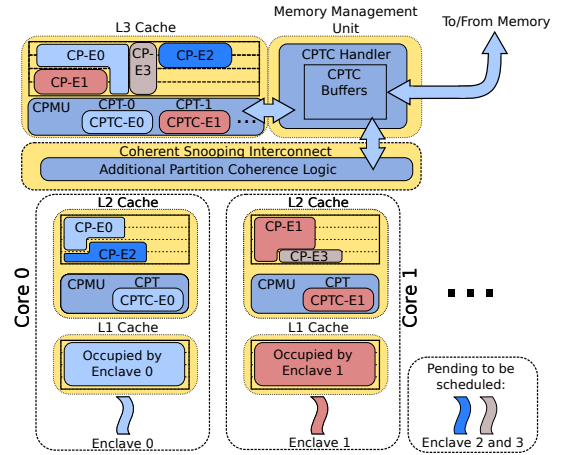 L3 Cache
Memory Management
Unit
To/From Memory
CP-E0
CP-
E3
CP-E2
CP-E1
CPMU
CPT-0
CPT-1
CPTC-E0
CPTC-E1
...
CPTC Handler
CPTC
Buffers
Coherent Snooping Interconnect
Additional Partition Coherence Logic
Core 0
L2 Cache
CP-E0
CP-E2
CPMU
CPT
CPTC-E0
L1 Cache
Occupied by
Enclave 0
Enclave 0
L2 Cache
CP-E1
CP-E3
CPMU
CPT
CPTC-E1
L1 Cache
Occupied by
Enclave 1
Enclave 1
Core 1
...
Pending to be
scheduled:
Enclave 2 and 3